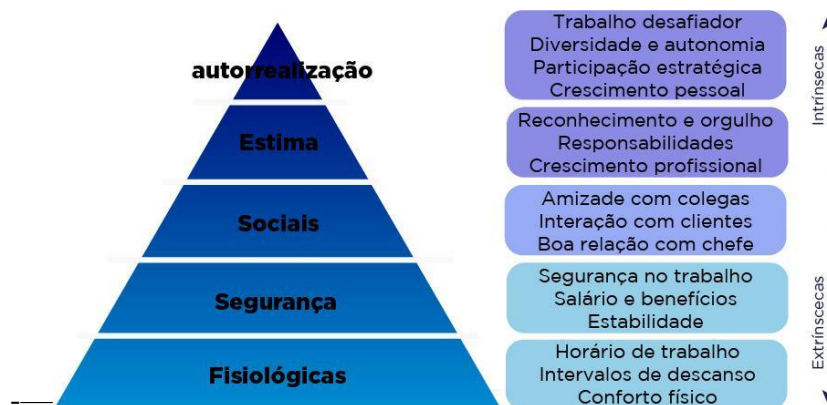 autorrealização
Trabalho desafiador
Diversidade e autonomia
Participação estratégica
Crescimento pessoal
Estima
Reconhecimento e orgulho
Responsabilidades
Crescimento profissional
Intrínsecas
Sociais
Amizade com colegas
Interação com clientes
Boa relação com chefe
Segurança
Segurança no trabalho
Salário e benefícios
Estabilidade
Fisiológicas
Horário de trabalho
Intervalos de descanso
Conforto físico
Extrínscecas